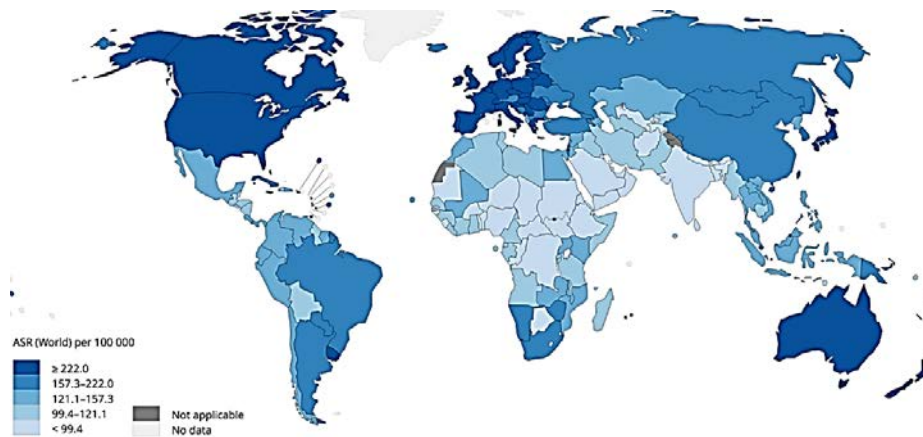 ASR (World) per 100 000
≥ 222.0
157.3–222.0
121.1–157.3
99.4–121.1
< 99.4
Not applicable
No data